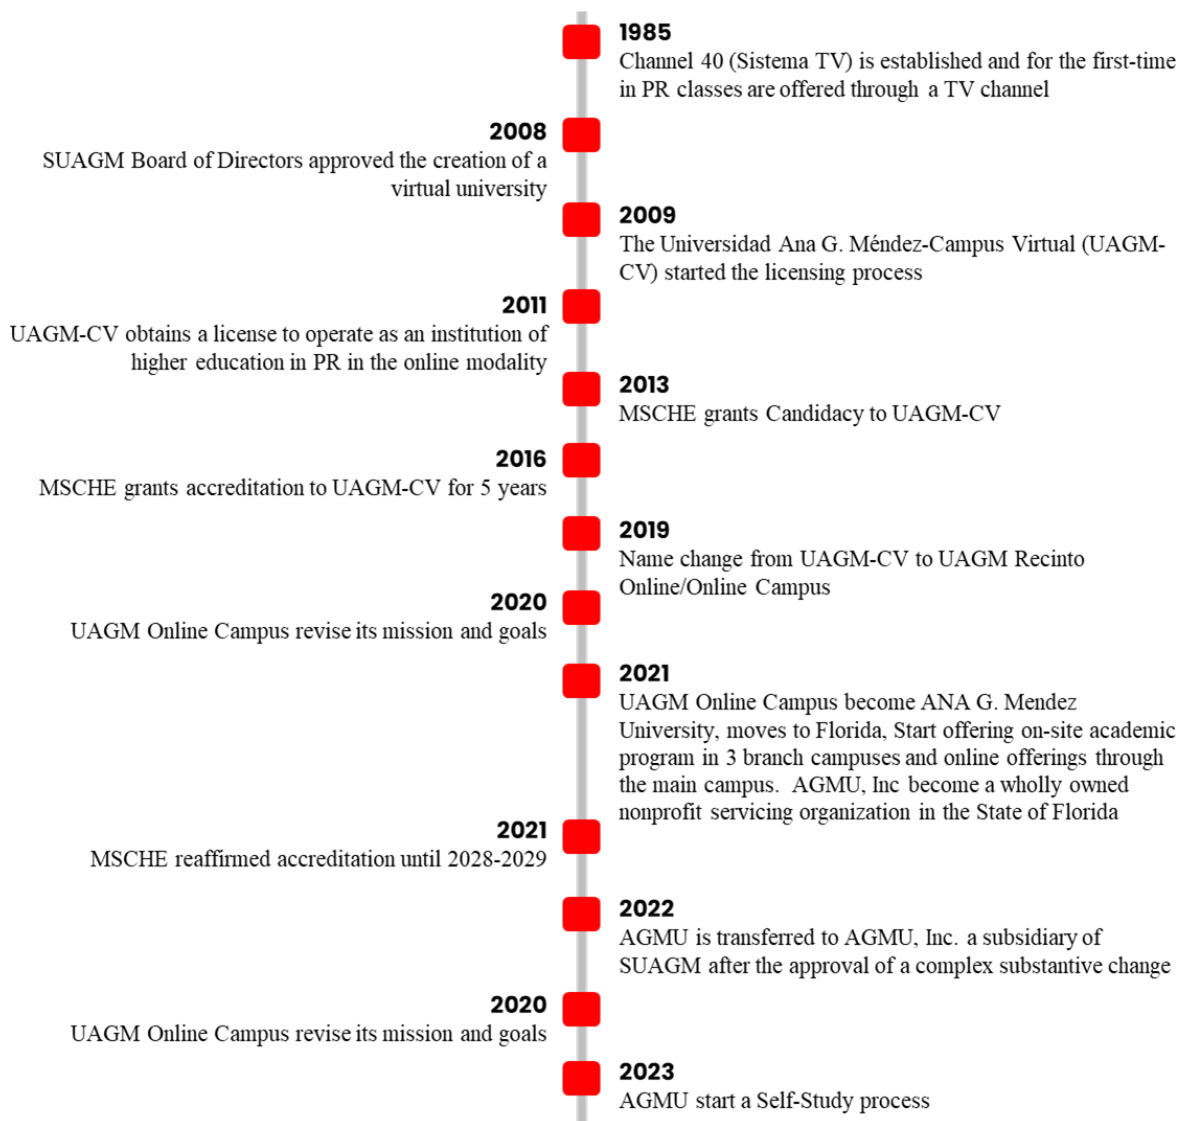 1985
Channel 40 (Sistema TV) is established and for the first-time
in PR classes are offered through a TV channel
2008
SUAGM Board of Directors approved the creation of a
virtual university
2009
The Universidad Ana G. Méndez-Campus Virtual (UAGM-
CV) started the licensing process
2011
UAGM-CV obtains a license to operate as an institution of
higher education in PR in the online modality
2013
MSCHE grants Candidacy to UAGM-CV
2016
MSCHE grants accreditation to UAGM-CV for 5 years
2019
Name change from UAGM-CV to UAGM Recinto
Online/Online Campus
2020
UAGM Online Campus revise its mission and goals
2021
UAGM Online Campus become ANA G. Mendez
University, moves to Florida, Start offering on-site academic
program in 3 branch campuses and online offerings through
the main campus. AGMU, Inc become a wholly owned
nonprofit servicing organization in the State of Florida
2021
MSCHE reaffirmed accreditation until 2028-2029
2022
AGMU is transferred to AGMU, Inc. a subsidiary of
SUAGM after the approval of a complex substantive change
2020
UAGM Online Campus revise its mission and goals
2023
AGMU start a Self-Study process